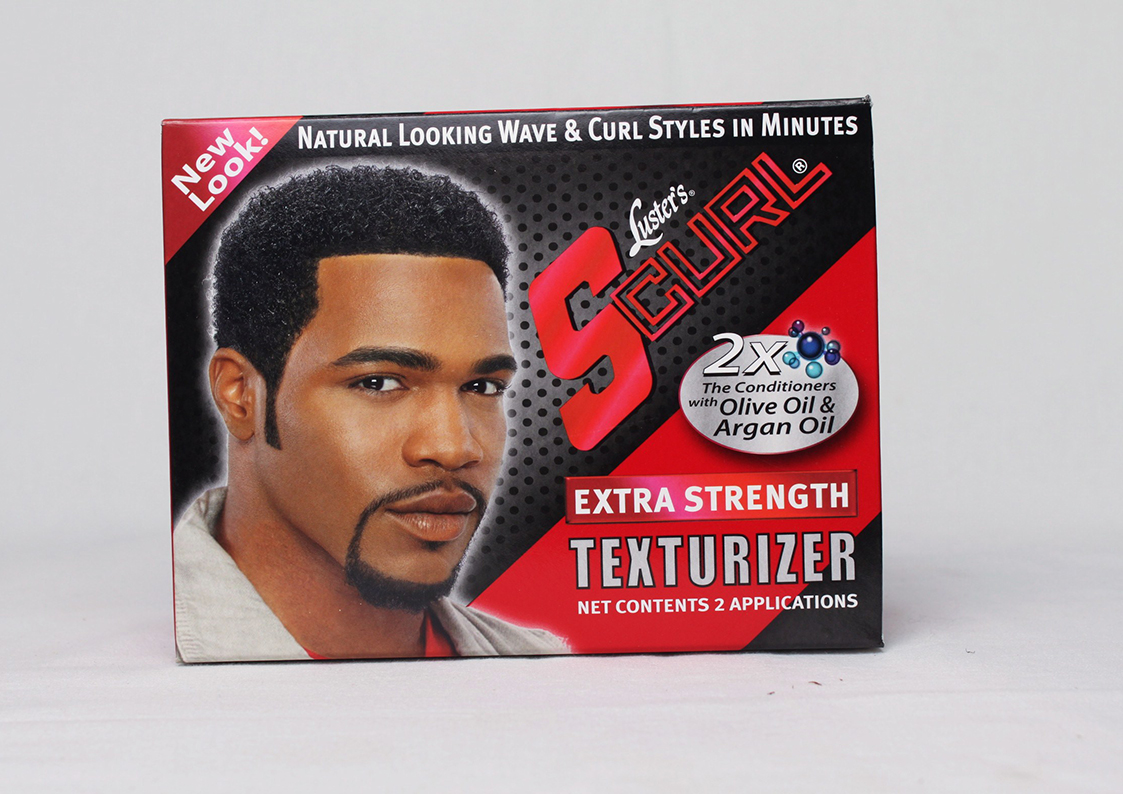 New
Look!
NATURAL LOOKING WAVE & CURL STYLES IN MINUTES
Luster's®
SCURL®
2x
The Conditioners
with Olive Oil &
Argan Oil
EXTRA STRENGTH
TEXTURIZER
NET CONTENTS 2 APPLICATIONS